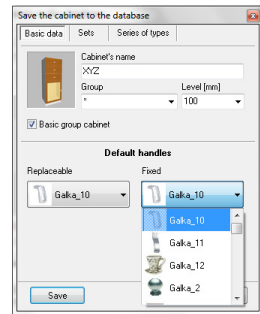 Save the cabinet to the database
Basic data Sets Series of types
Cabinet's name
XYZ
Group Level [mm]
* 100
Basic group cabinet
Default handles
Replaceable Fixed
Galka_10 Galka_10
Galka_10
Galka_11
Galka_12
Galka_2
Save